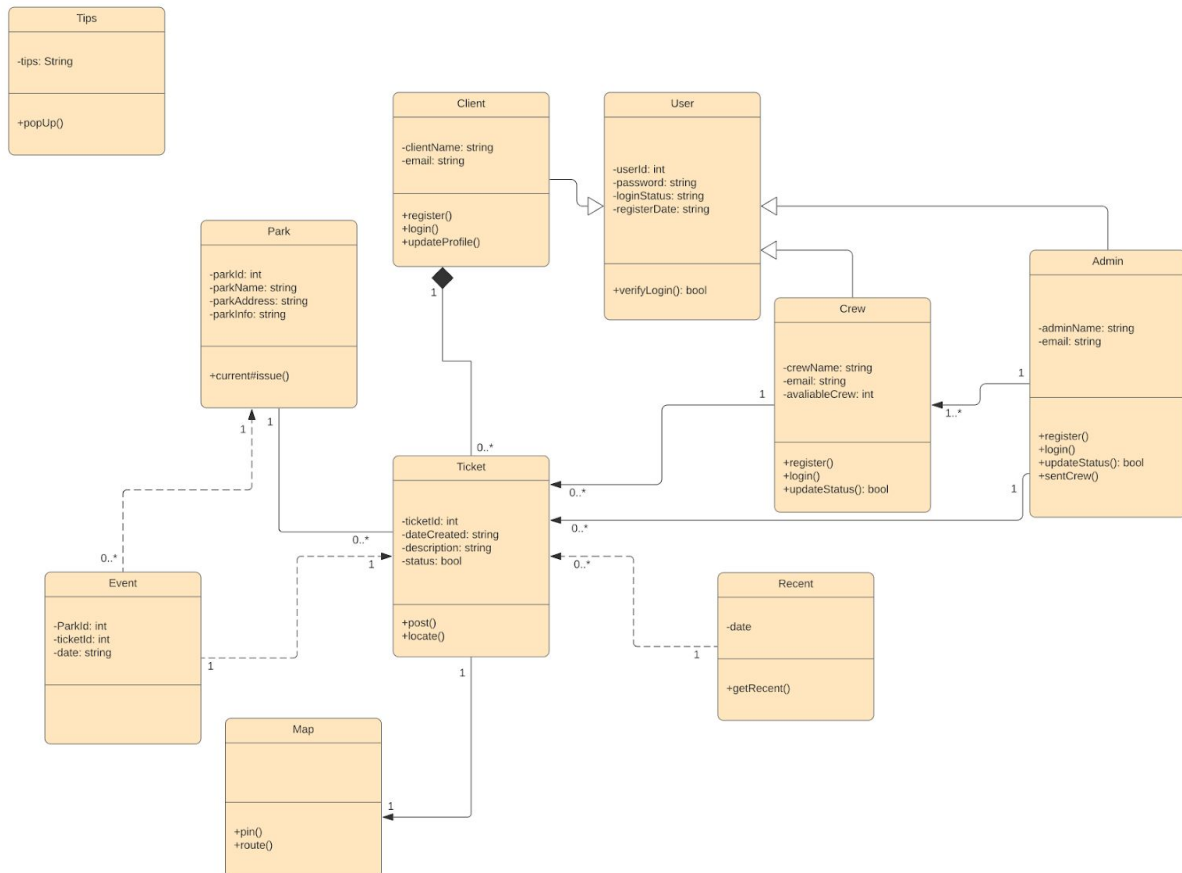 Tips
-tips: String
+popUp()
Client
-clientName: string
-email: string
+register()
+login()
+updateProfile()
User
-userId: int
-password: string
-loginStatus: string
-registerDate: string
+verifyLogin(): bool
Park
-parkId: int
-parkName: string
-parkAddress: string
-parkInfo: string
+current#issue()
Crew
-crewName: string
-email: string
-avaliableCrew: int
+register()
+login()
+updateStatus(): bool
Admin
-adminName: string
-email: string
+register()
+login()
+updateStatus(): bool
+sentCrew()
1
1
1
1
1..*
1
1
0..*
0..*
0..*
0..*
Ticket
-ticketId: int
-dateCreated: string
-description: string
-status: bool
+post()
+locate()
0..*
1
0..*
Event
-ParkId: int
-ticketId: int
-date: string
1
1
1
Recent
-date
+getRecent()
Map
+pin()
+route()
1